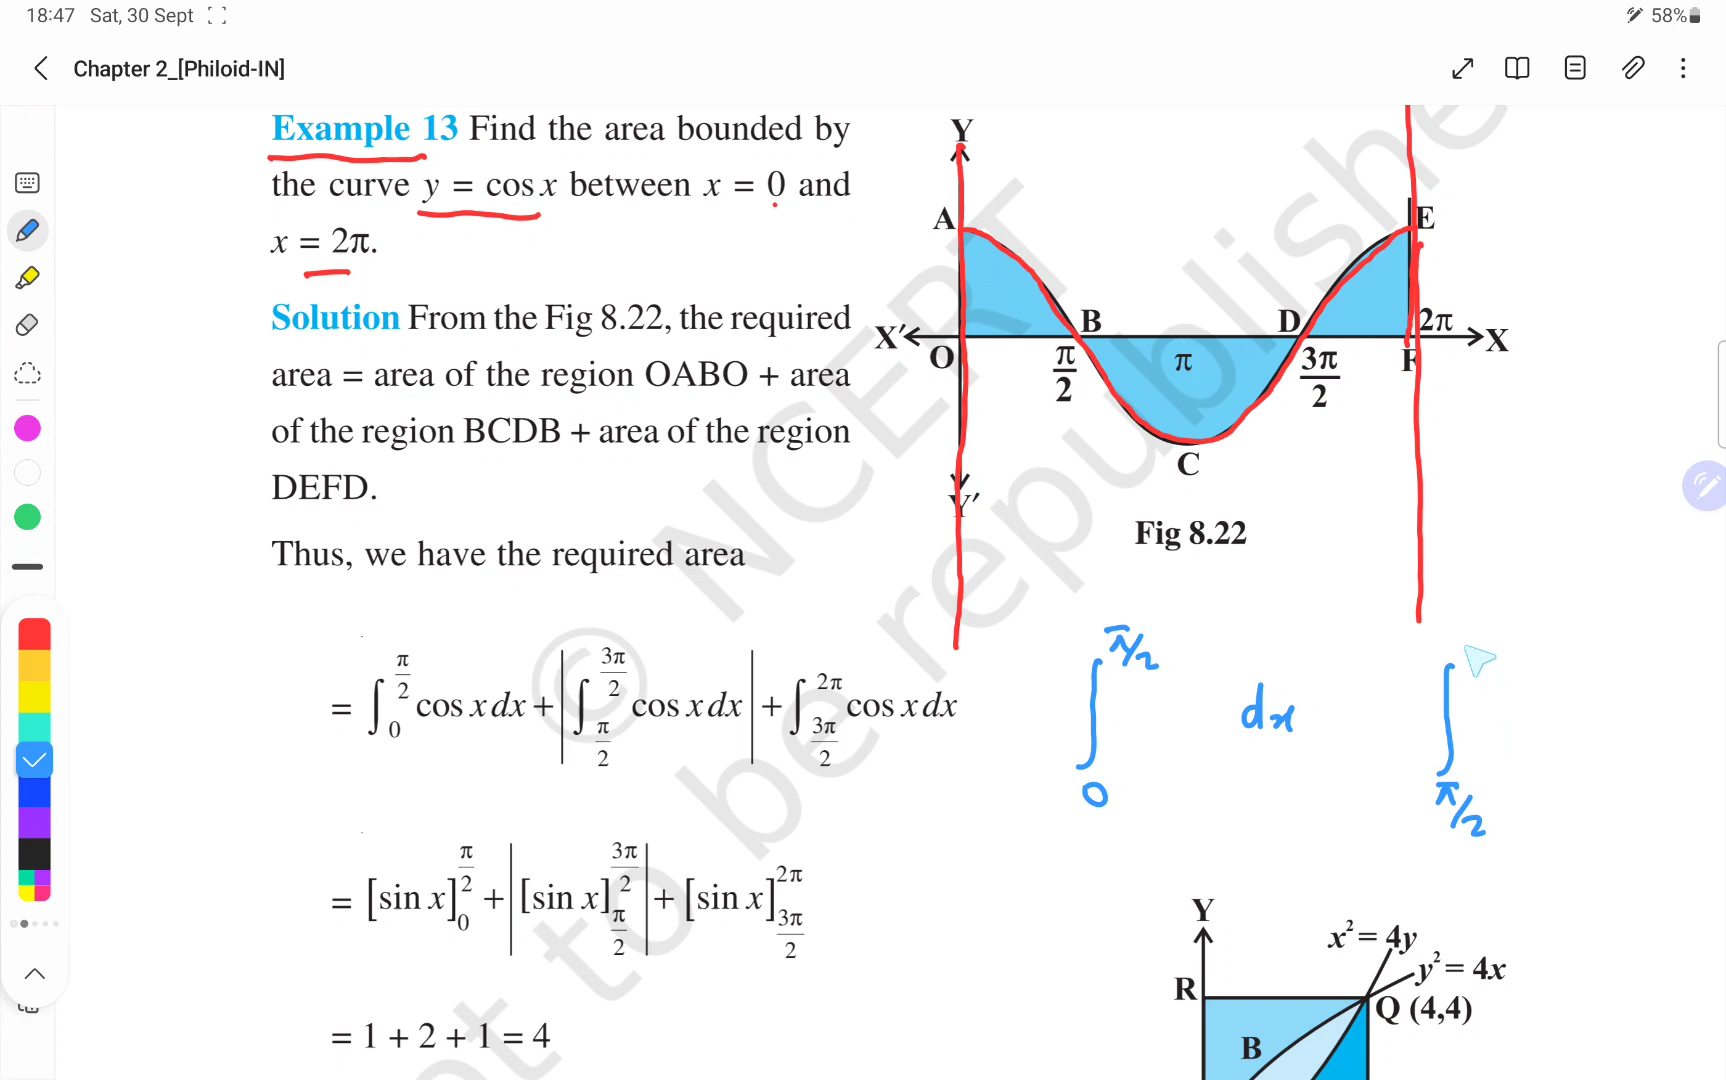 18:47 Sat, 30 Sept
58%
Chapter 2_[Philoid-IN]
Example 13 Find the area bounded by
the curve y = cos x between x = 0 and
x = 2π.
Solution From the Fig 8.22, the required
area = area of the region OABO + area
of the region BCDB + area of the region
DEFD.
Thus, we have the required area
= ∫_0^{π/2} cos x dx + |∫_{π/2}^{3π/2} cos x dx| + ∫_{3π/2}^{2π} cos x dx
= [sin x]_0^{π/2} + |[sin x]_{π/2}^{3π/2}| + [sin x]_{3π/2}^{2π}
= 1 + 2 + 1 = 4
Y
A
E
X′
O
B
D
2π
X
π/2
π
3π/2
F
C
Y′
Fig 8.22
∫_0^{π/2} dx ∫_{π/2}
Y
x² = 4y
y² = 4x
R
Q (4,4)
B
© NCERT
not to be republishe